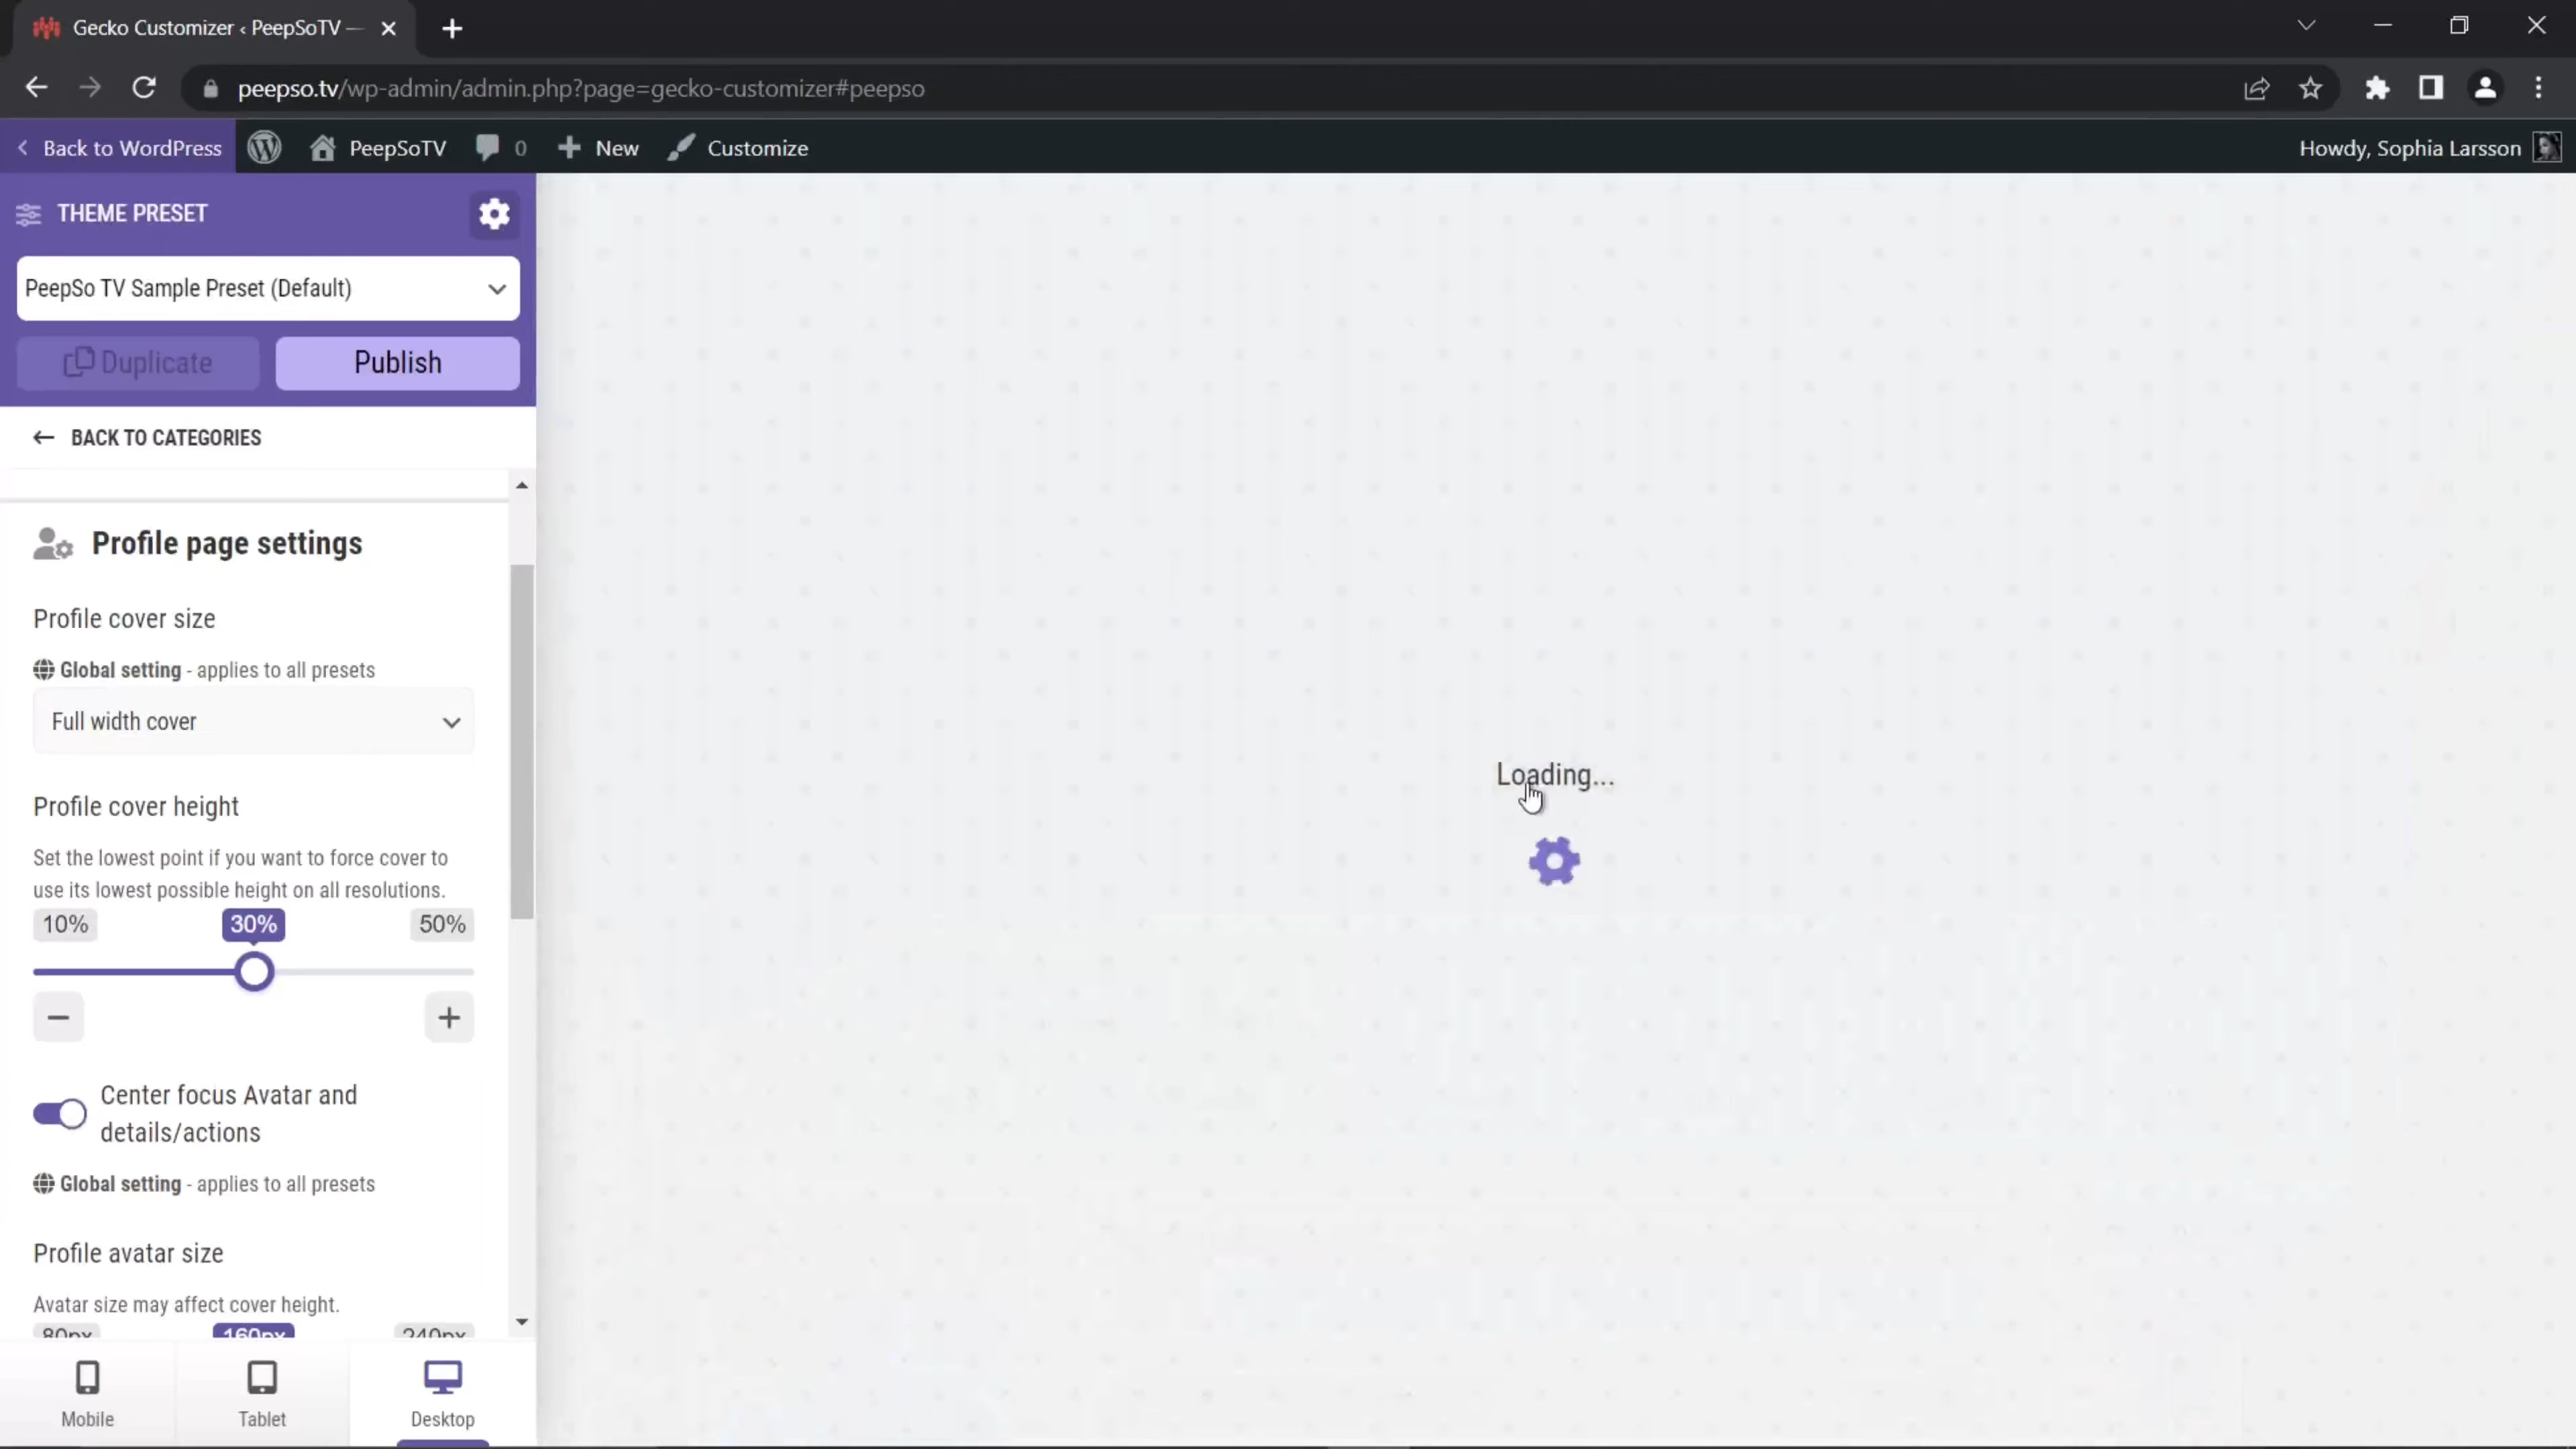 Gecko Customizer ‹ PeepSoTV —
peepso.tv/wp-admin/admin.php?page=gecko-customizer#peepso
Back to WordPress
PeepSoTV
0
New
Customize
Howdy, Sophia Larsson
THEME PRESET
PeepSo TV Sample Preset (Default)
Duplicate
Publish
BACK TO CATEGORIES
Profile page settings
Profile cover size
Global setting - applies to all presets
Full width cover
Profile cover height
Set the lowest point if you want to force cover to
use its lowest possible height on all resolutions.
10%
30%
50%
Center focus Avatar and
details/actions
Global setting - applies to all presets
Profile avatar size
Avatar size may affect cover height.
80px
160px
240px
Mobile
Tablet
Desktop
Loading...